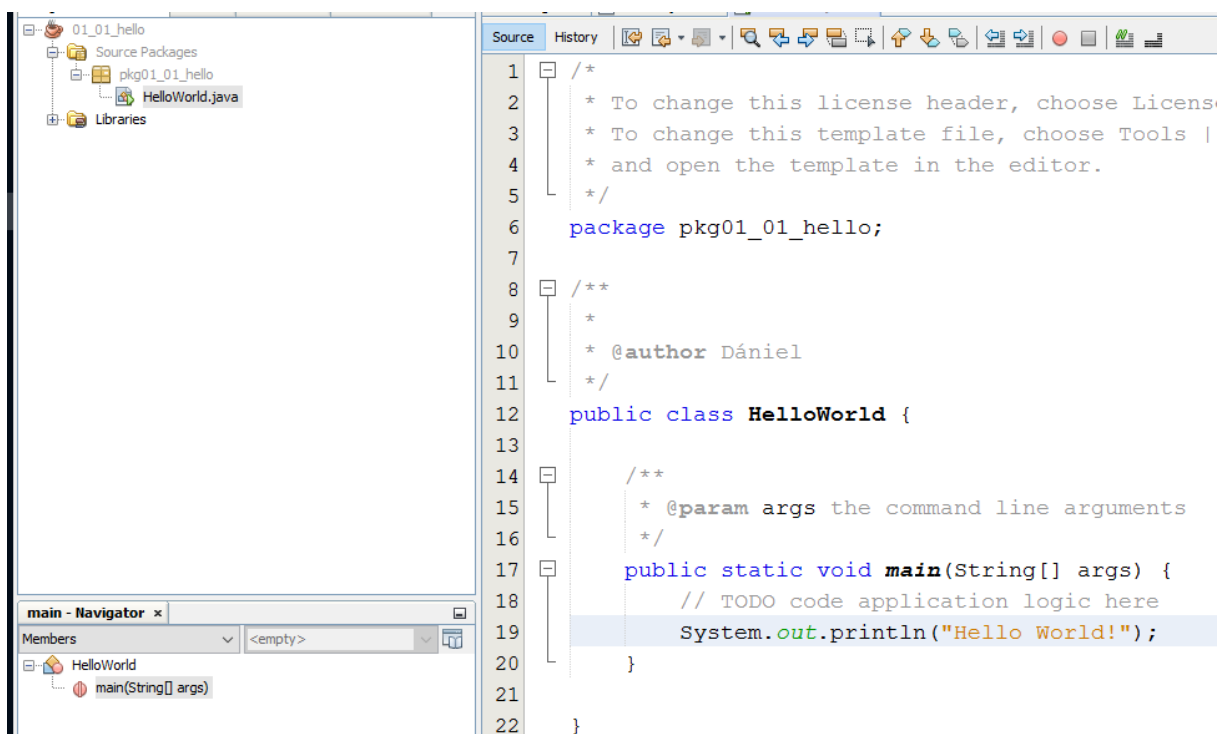 01_01_hello
Source Packages
pkg01_01_hello
HelloWorld.java
Libraries
main - Navigator ×
Members
<empty>
HelloWorld
main(String[] args)
Source History
1 /*
2 * To change this license header, choose
3 * To change this template file, choose Tools |
4 * and open the template in the editor.
5 */
6 package pkg01_01_hello;
7
8 /**
9 *
10 * @author Dániel
11 */
12 public class HelloWorld {
13
14 /**
15 * @param args the command line arguments
16 */
17 public static void main(String[] args) {
18 // TODO code application logic here
19 System.out.println("Hello World!");
20 }
21
22 }